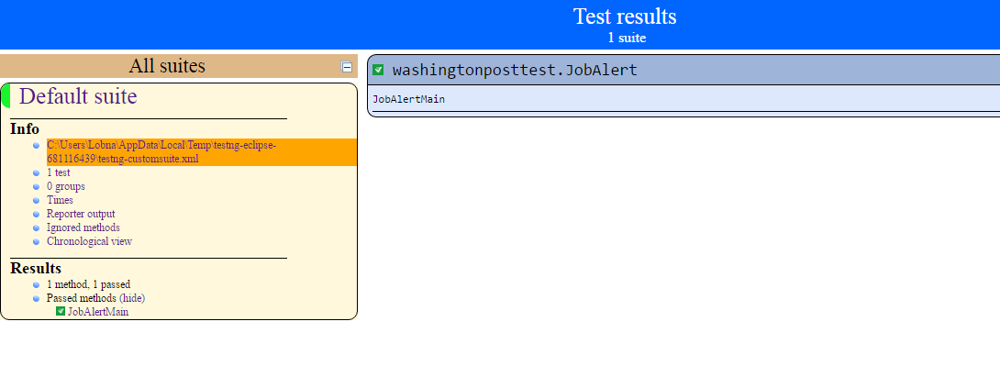 Test results
1 suite
All suites
Default suite
Info
C:\Users\Lobna\AppData\Local\Temp\testng-eclipse-
681116439\testng-customsuite.xml
1 test
0 groups
Times
Reporter output
Ignored methods
Chronological view
Results
1 method, 1 passed
Passed methods (hide)
JobAlertMain
washingtonposttest.JobAlert
JobAlertMain